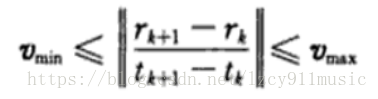 v_min ≤ ‖ (r_{k+1} − r_k) / (t_{k+1} − t_k) ‖ ≤ v_max